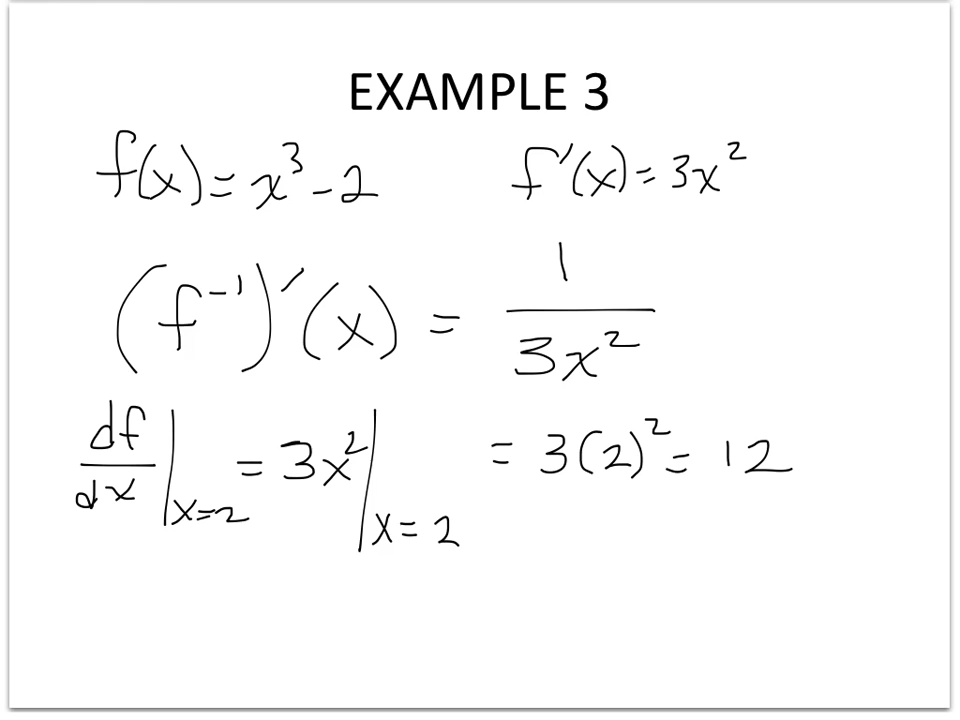 EXAMPLE 3
f(x) = x³ - 2 f'(x) = 3x²
(f⁻¹)'(x) = 1/3x²
df/dx |x=2 = 3x² |x=2 = 3(2)² = 12